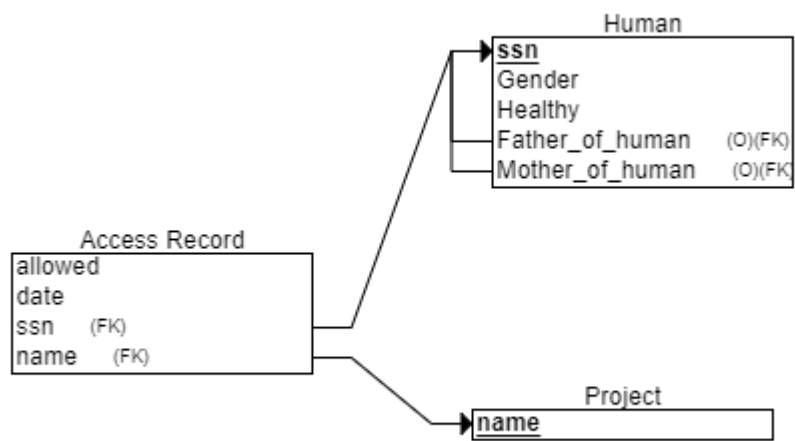 Human
ssn
Gender
Healthy
Father_of_human (O)(FK)
Mother_of_human (O)(FK)
Access Record
allowed
date
ssn (FK)
name (FK)
Project
name